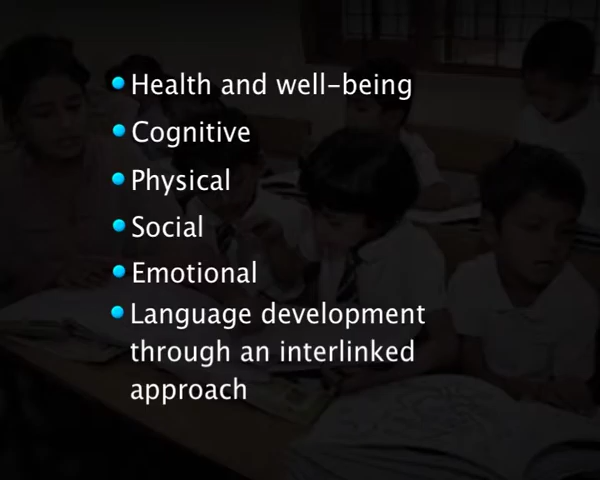 Health and well-being
Cognitive
Physical
Social
Emotional
Language development
through an interlinked
approach